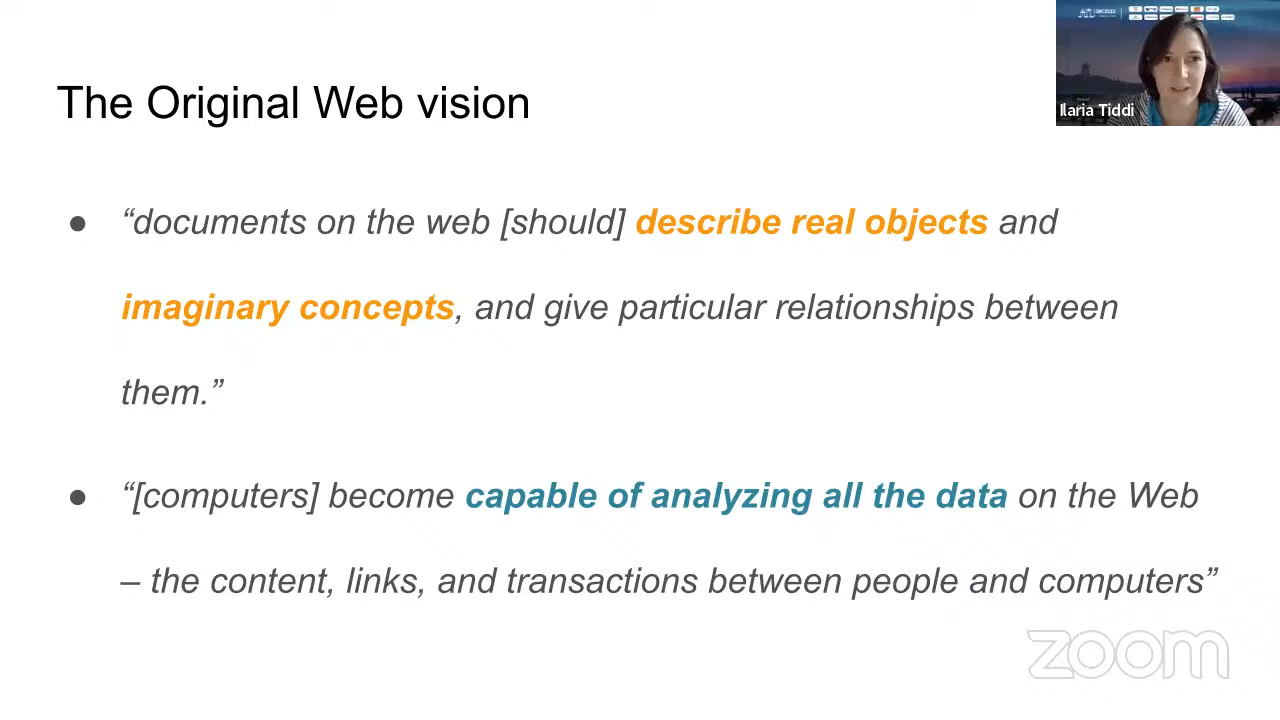 The Original Web vision
Ilaria Tiddi
● “documents on the web [should] describe real objects and
imaginary concepts, and give particular relationships between
them.”
● “[computers] become capable of analyzing all the data on the Web
– the content, links, and transactions between people and computers”
zoom